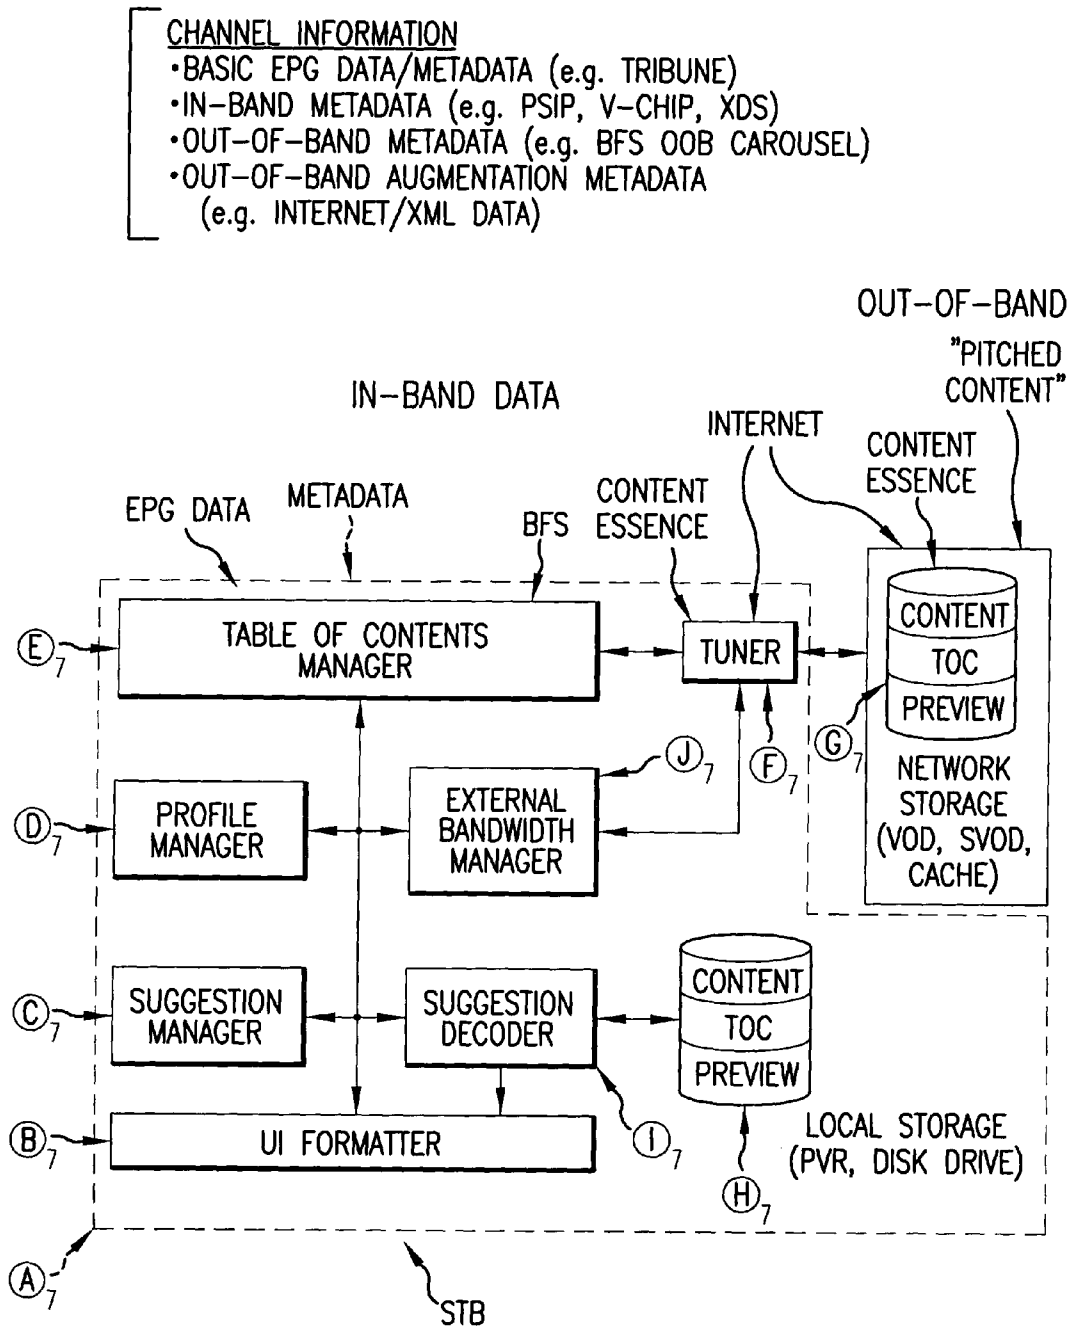 CHANNEL INFORMATION
•BASIC EPG DATA/METADATA (e.g. TRIBUNE)
•IN-BAND METADATA (e.g. PSIP, V-CHIP, XDS)
•OUT-OF-BAND METADATA (e.g. BFS OOB CAROUSEL)
•OUT-OF-BAND AUGMENTATION METADATA
(e.g. INTERNET/XML DATA)
OUT-OF-BAND
"PITCHED
CONTENT"
IN-BAND DATA
INTERNET
CONTENT
ESSENCE
EPG DATA
METADATA
BFS
CONTENT
ESSENCE
E7
TABLE OF CONTENTS
MANAGER
TUNER
CONTENT
TOC
PREVIEW
J7
F7
G7
NETWORK
STORAGE
(VOD, SVOD,
CACHE)
D7
PROFILE
MANAGER
EXTERNAL
BANDWIDTH
MANAGER
C7
SUGGESTION
MANAGER
SUGGESTION
DECODER
CONTENT
TOC
PREVIEW
B7
UI FORMATTER
I7
H7
LOCAL STORAGE
(PVR, DISK DRIVE)
A7
STB